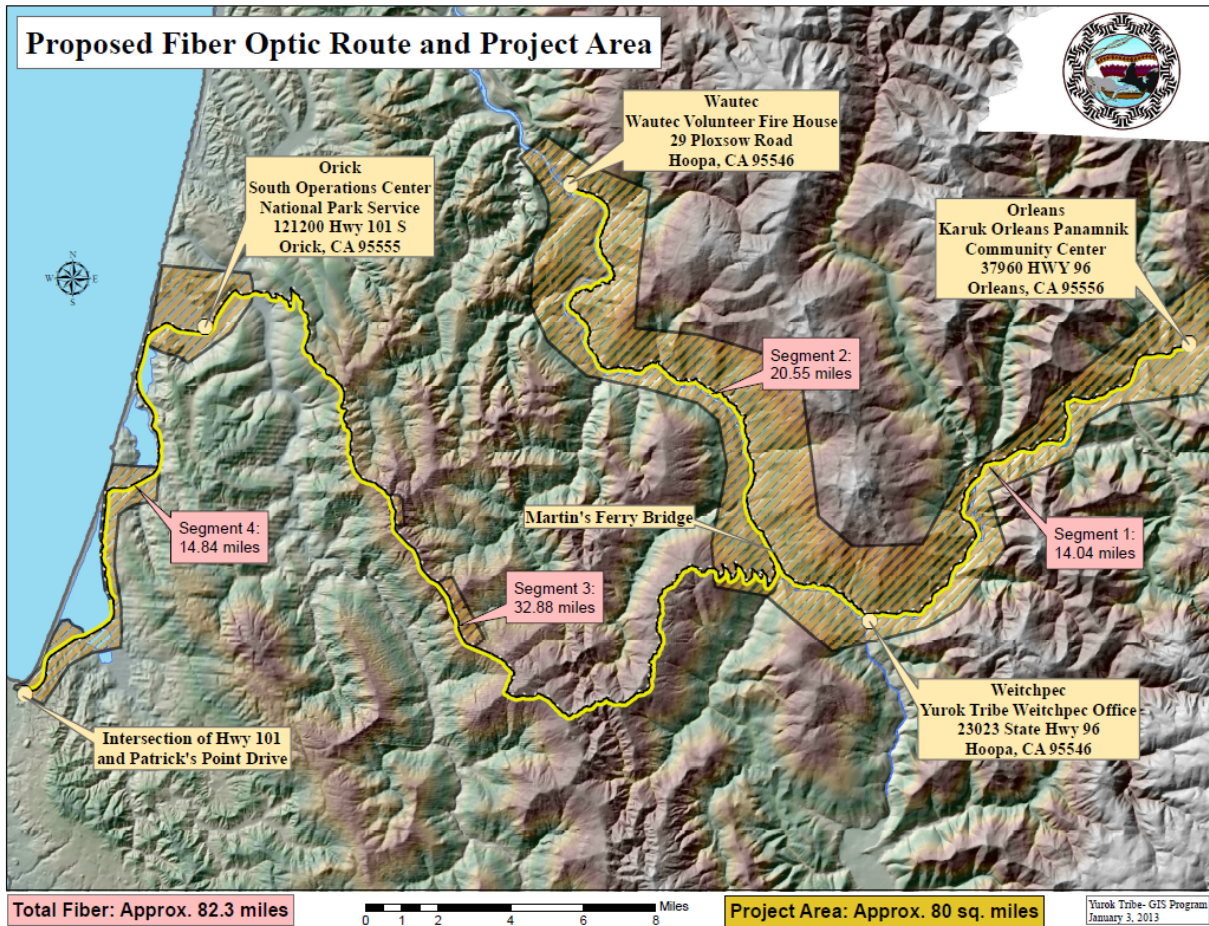 Proposed Fiber Optic Route and Project Area
Wautec
Wautec Volunteer Fire House
29 Ploxsow Road
Hoopa, CA 95546
Orick
South Operations Center
National Park Service
121200 Hwy 101 S
Orick, CA 95555
Orleans
Karuk Orleans Panamnik
Community Center
37960 HWY 96
Orleans, CA 95556
N
W E
S
Segment 2:
20.55 miles
Martin's Ferry Bridge
Segment 4:
14.84 miles
Segment 1:
14.04 miles
Segment 3:
32.88 miles
Weitchpec
Yurok Tribe Weitchpec Office
23023 State Hwy 96
Hoopa, CA 95546
Intersection of Hwy 101
and Patrick's Point Drive
Total Fiber: Approx. 82.3 miles
Miles
0 1 2 4 6 8
Project Area: Approx. 80 sq. miles
Yurok Tribe- GIS Program
January 3, 2013